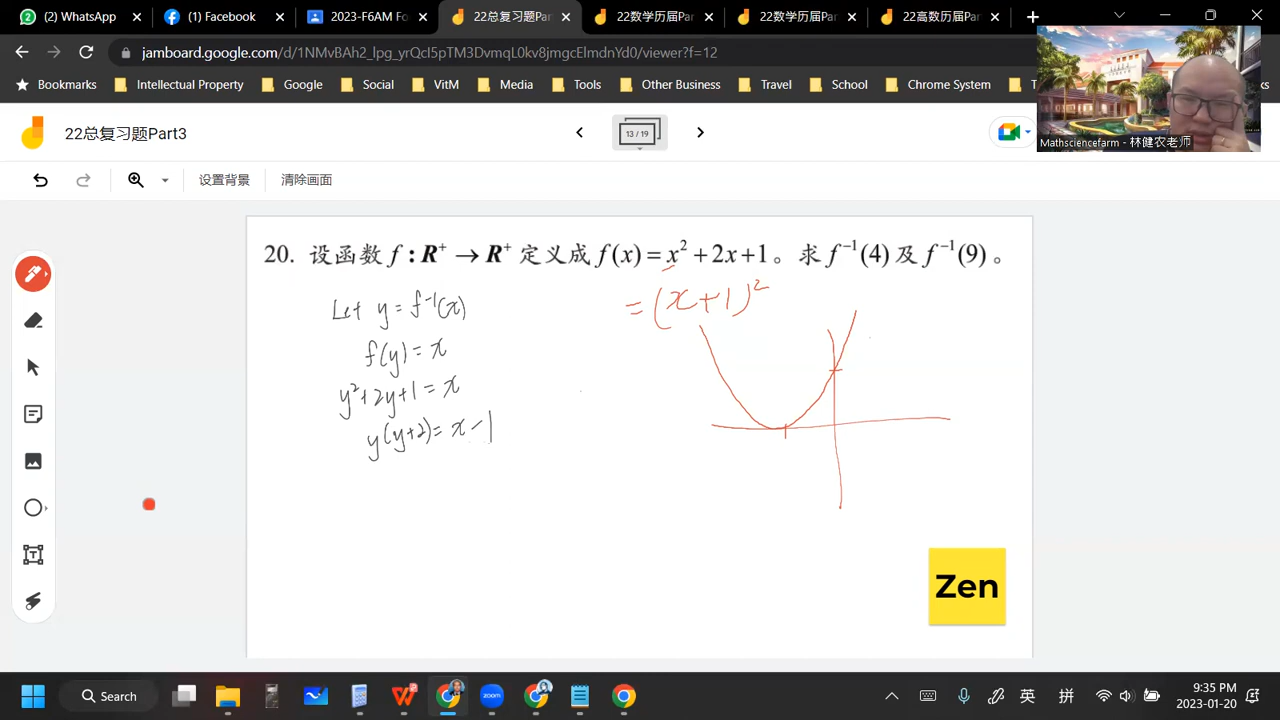 (2) WhatsApp
(1) Facebook
2023-F6AM Fo
22总复习题Part
22数学历届Par
22数学历届Par
22高数历届Par
jamboard.google.com/d/1NMvBAh2_lpg_yrOcl5pTM3DvmqL0kv8jmgcElmdnYd0/viewer?f=12
Bookmarks
Intellectual Property
Google
Social
VitM
Media
Tools
Other Business
Travel
School
Chrome System
Mathsciencefarm - 林健农老师
22总复习题Part3
13 / 19
设置背景
清除画面
20. 设函数 f : R⁺ → R⁺ 定义成 f(x) = x² + 2x + 1。求 f⁻¹(4) 及 f⁻¹(9)。
= (x+1)²
Let y = f⁻¹(x)
f(y) = x
y²+2y+1 = x
y(y+2) = x-1
Zen
Search
zoom
英
拼
9:35 PM
2023-01-20